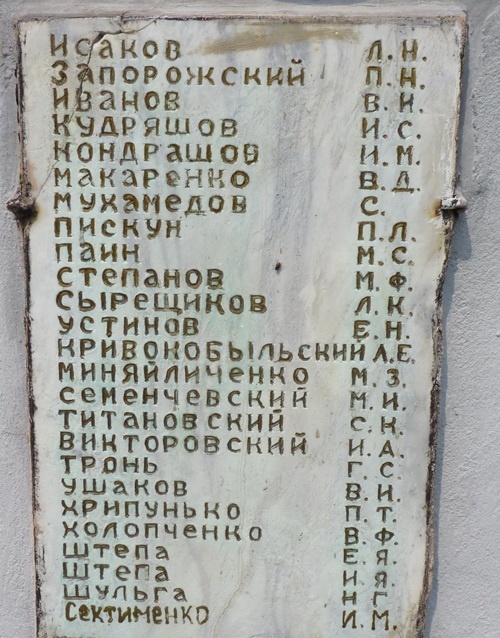 ИСАКОВ Л. Н.
ЗАПОРОЖСКИЙ П. Н.
ИВАНОВ В. И.
КУДРЯШОВ И. С.
КОНДРАШОВ И. М.
МАКАРЕНКО В. Д.
МУХАМЕДОВ С.
ПИСКУН П. Л.
ПАИН М. С.
СТЕПАНОВ М. Ф.
СЫРЕЩИКОВ Л. К.
УСТИНОВ Е. Н.
КРИВОКОБЫЛЬСКИЙ Л. Е.
МИНЯЙЛИЧЕНКО М. З.
СЕМЕНЧЕВСКИЙ М. И.
ТИТАНОВСКИЙ С. К.
ВИКТОРОВСКИЙ И. А.
ТРОНЬ Г. С.
УШАКОВ В. И.
ХРИПУНЬКО П. Т.
ХОЛОПЧЕНКО В. Ф.
ШТЕПА Е. Я.
ШТЕПА И. Я.
ШУЛЬГА Н. Г.
СЕКТИМЕНКО И. М.